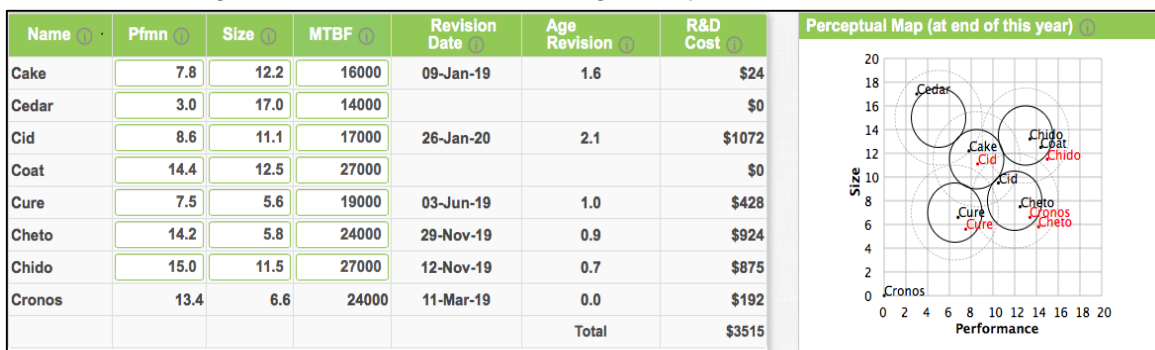 Name Pfmn Size MTBF Revision Date Age Revision R&D Cost
Cake 7.8 12.2 16000 09-Jan-19 1.6 $24
Cedar 3.0 17.0 14000 $0
Cid 8.6 11.1 17000 26-Jan-20 2.1 $1072
Coat 14.4 12.5 27000 $0
Cure 7.5 5.6 19000 03-Jun-19 1.0 $428
Cheto 14.2 5.8 24000 29-Nov-19 0.9 $924
Chido 15.0 11.5 27000 12-Nov-19 0.7 $875
Cronos 13.4 6.6 24000 11-Mar-19 0.0 $192
Total $3515
Perceptual Map (at end of this year)
20
18
Cedar
16
14
Chido
Cake Coat
12
Cid Chido
10
Cid
Size
8
Cheto
Cure Cronos
6
Cure Cheto
4
2
0
Cronos
0 2 4 6 8 10 12 14 16 18 20
Performance